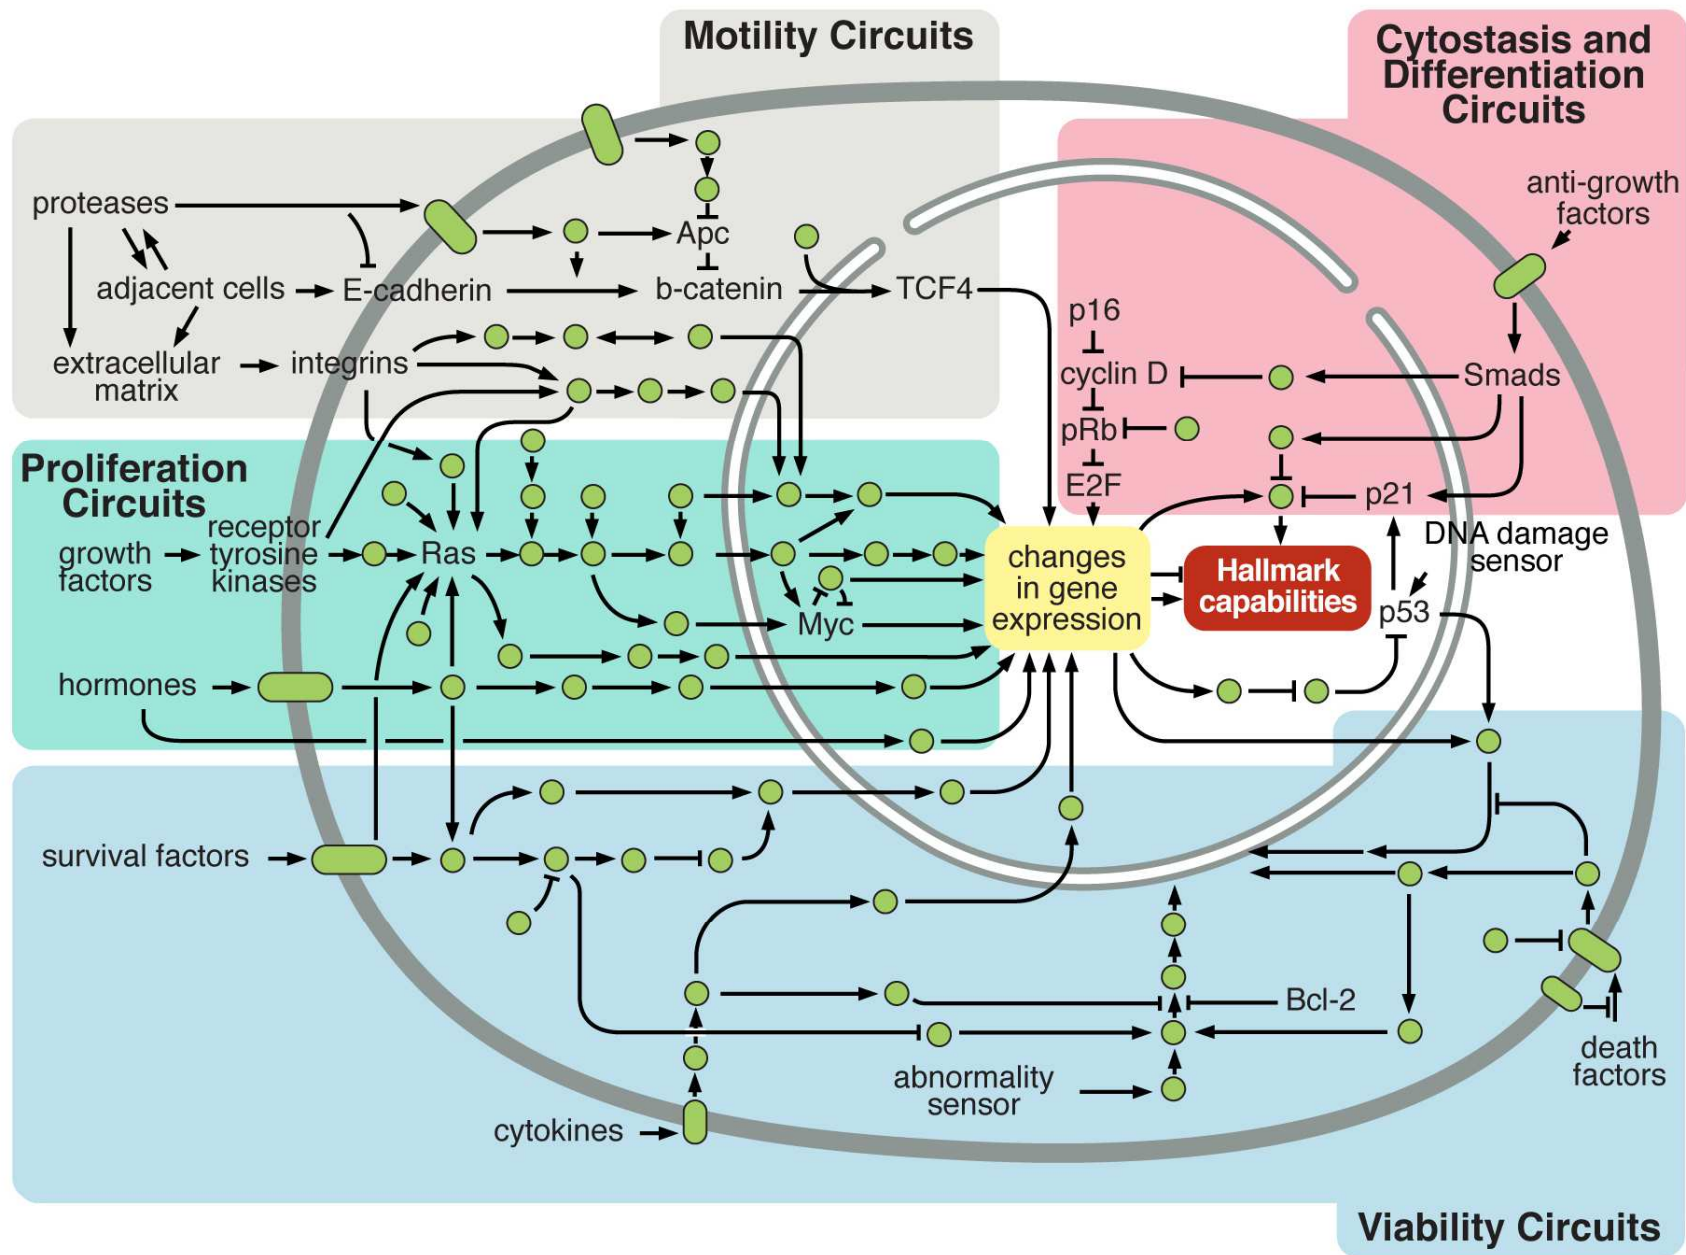 Motility Circuits
Cytostasis and
Differentiation
Circuits
anti-growth
factors
proteases
Apc
adjacent cells
E-cadherin
b-catenin
TCF4
extracellular
matrix
integrins
p16
cyclin D
Smads
pRb
E2F
p21
Proliferation
Circuits
growth
factors
receptor
tyrosine
kinases
Ras
Myc
changes
in gene
expression
Hallmark
capabilities
DNA damage
sensor
p53
hormones
survival factors
Bcl-2
abnormality
sensor
death
factors
cytokines
Viability Circuits